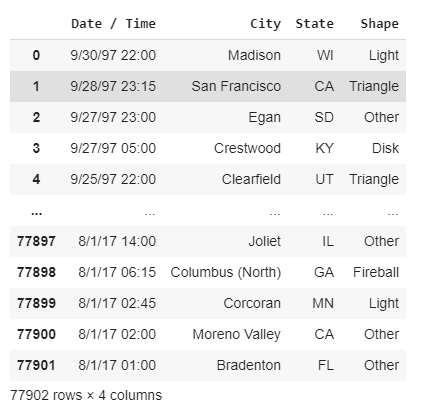 Date / Time City State Shape
0 9/30/97 22:00 Madison WI Light
1 9/28/97 23:15 San Francisco CA Triangle
2 9/27/97 23:00 Egan SD Other
3 9/27/97 05:00 Crestwood KY Disk
4 9/25/97 22:00 Clearfield UT Triangle
... ... ... ... ...
77897 8/1/17 14:00 Joliet IL Other
77898 8/1/17 06:15 Columbus (North) GA Fireball
77899 8/1/17 02:45 Corcoran MN Light
77900 8/1/17 02:00 Moreno Valley CA Other
77901 8/1/17 01:00 Bradenton FL Other
77902 rows × 4 columns